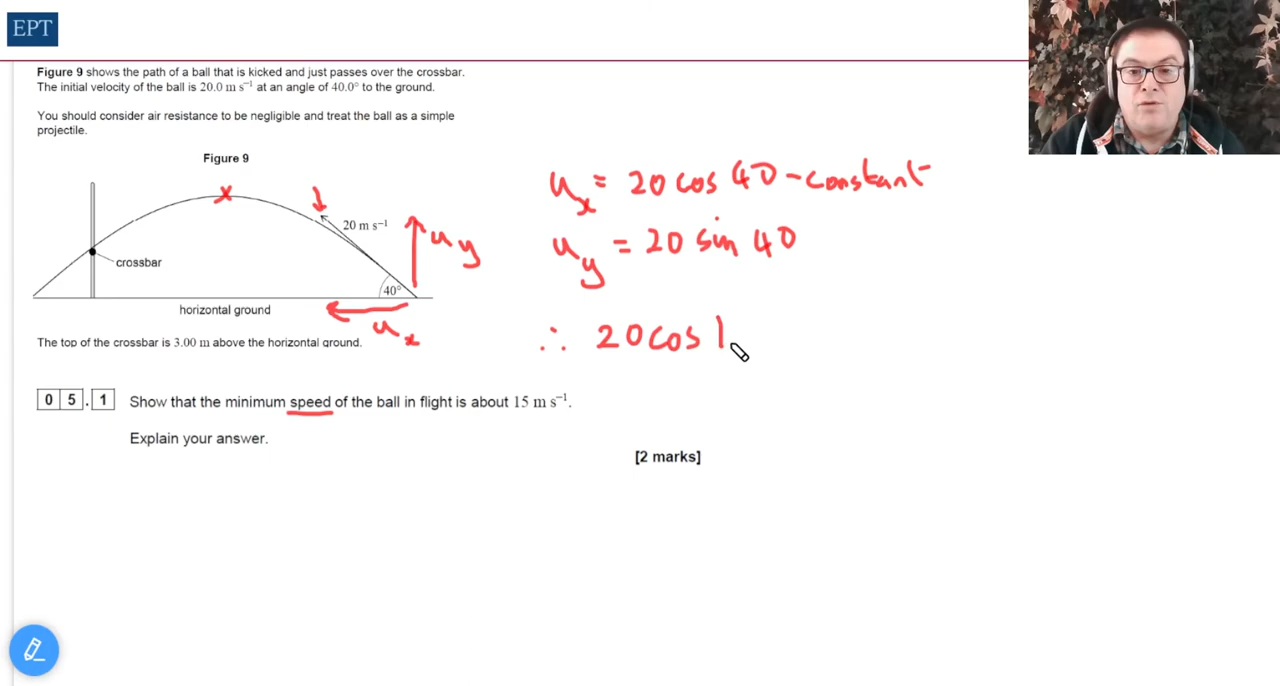 EPT
Figure 9 shows the path of a ball that is kicked and just passes over the crossbar.
The initial velocity of the ball is 20.0 m s⁻¹ at an angle of 40.0° to the ground.
You should consider air resistance to be negligible and treat the ball as a simple
projectile.
Figure 9
20 m s⁻¹
crossbar
40°
horizontal ground
u_y
u_x
The top of the crossbar is 3.00 m above the horizontal ground.
u_x = 20 cos 40 - constant
u_y = 20 sin 40
∴ 20 cos
0 5 . 1 Show that the minimum speed of the ball in flight is about 15 m s⁻¹.
Explain your answer.
[2 marks]